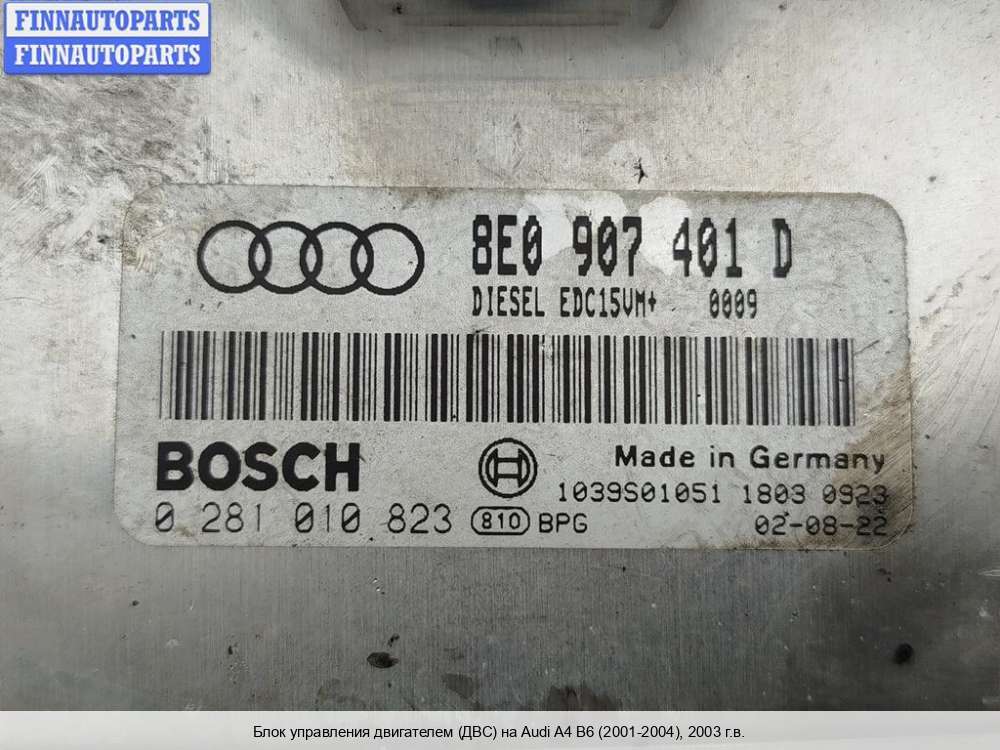 FINNAUTOPARTS
FINNAUTOPARTS
8E0 907 401 D
DIESEL EDC15VM+ 0009
BOSCH
Made in Germany
1039S01051 1803 0923
0 281 010 823 810 BPG
02-08-22
Блок управления двигателем (ДВС) на Audi A4 B6 (2001-2004), 2003 г.в.